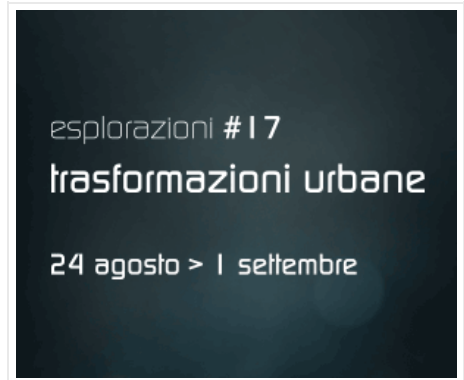 esplorazioni #17
trasformazioni urbane
24 agosto > 1 settembre